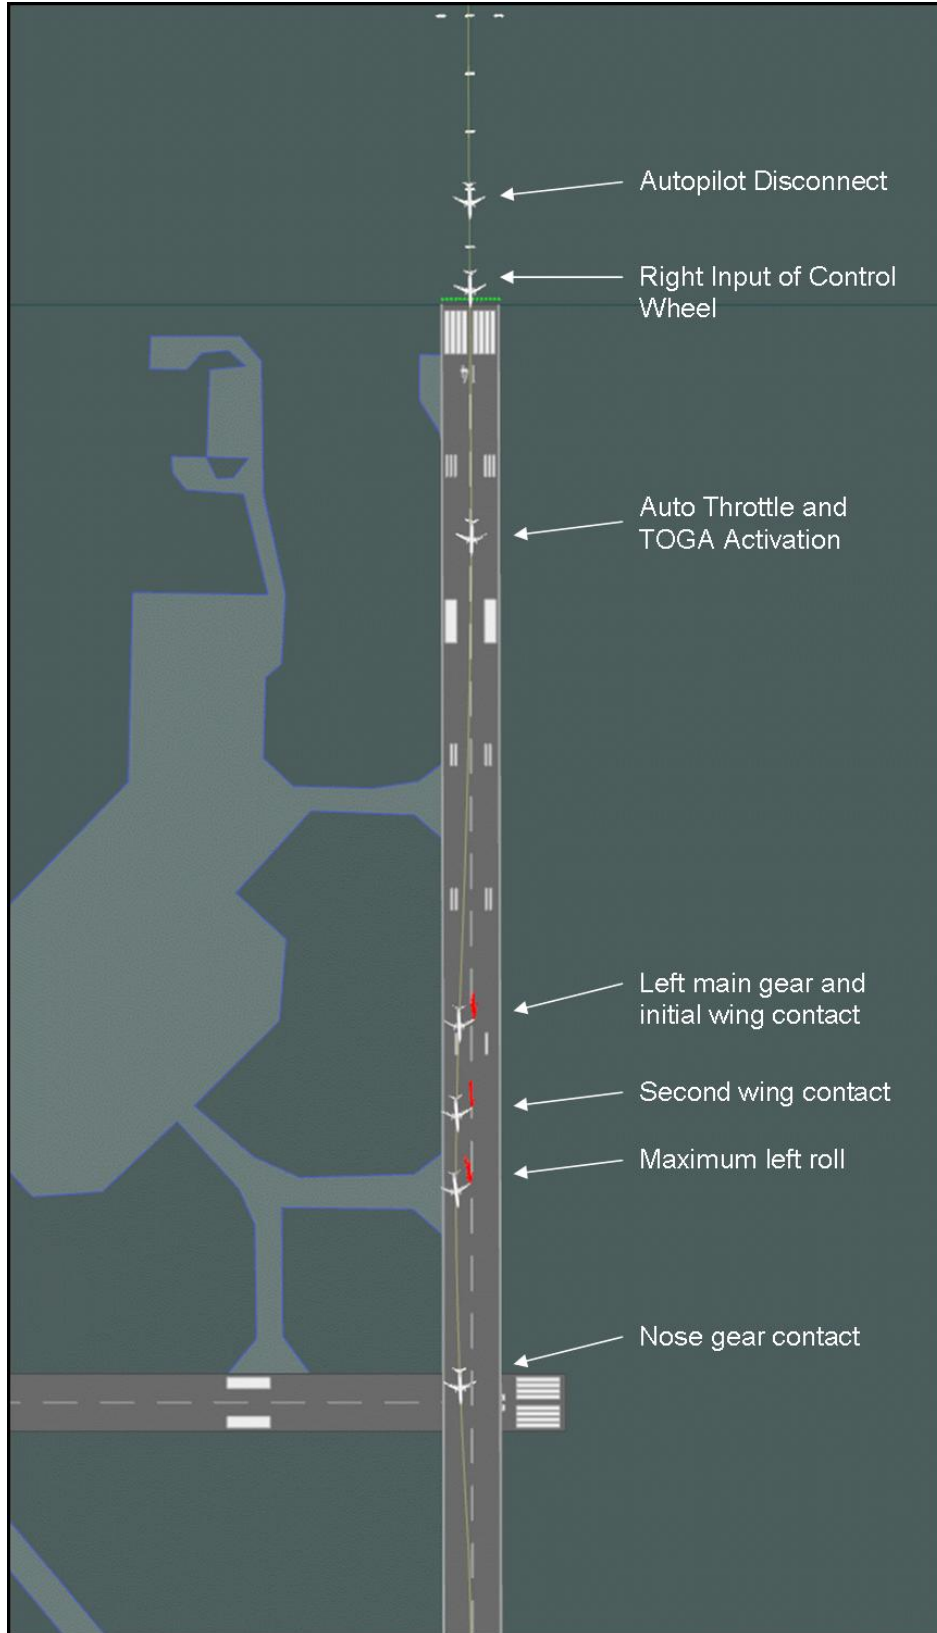 Autopilot Disconnect
Right Input of Control
Wheel
Auto Throttle and
TOGA Activation
Left main gear and
initial wing contact
Second wing contact
Maximum left roll
Nose gear contact